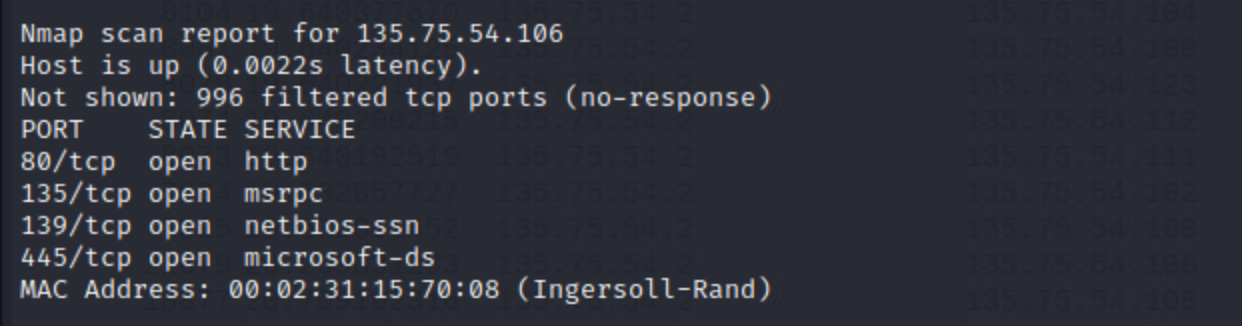 Nmap scan report for 135.75.54.106
Host is up (0.0022s latency).
Not shown: 996 filtered tcp ports (no-response)
PORT    STATE SERVICE
80/tcp  open  http
135/tcp open  msrpc
139/tcp open  netbios-ssn
445/tcp open  microsoft-ds
MAC Address: 00:02:31:15:70:08 (Ingersoll-Rand)